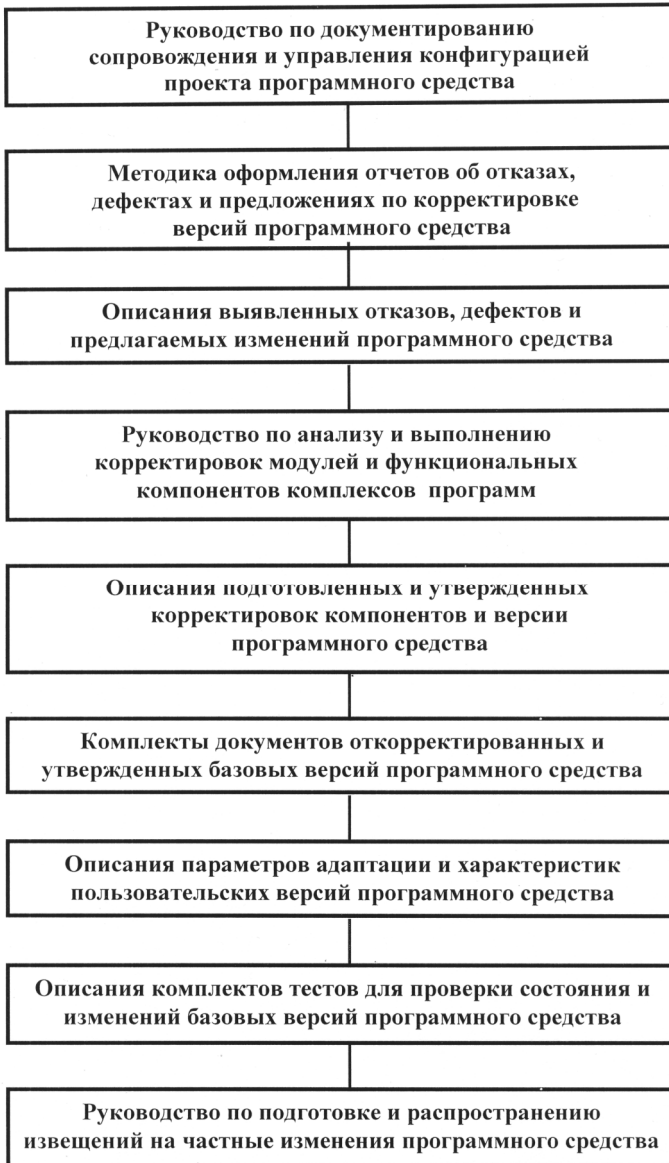 Руководство по документированию
сопровождения и управления конфигурацией
проекта программного средства
Методика оформления отчетов об отказах,
дефектах и предложениях по корректировке
версий программного средства
Описания выявленных отказов, дефектов и
предлагаемых изменений программного средства
Руководство по анализу и выполнению
корректировок модулей и функциональных
компонентов комплексов программ
Описания подготовленных и утвержденных
корректировок компонентов и версии
программного средства
Комплекты документов откорректированных и
утвержденных базовых версий программного средства
Описания параметров адаптации и характеристик
пользовательских версий программного средства
Описания комплектов тестов для проверки состояния и
изменений базовых версий программного средства
Руководство по подготовке и распространению
извещений на частные изменения программного средства